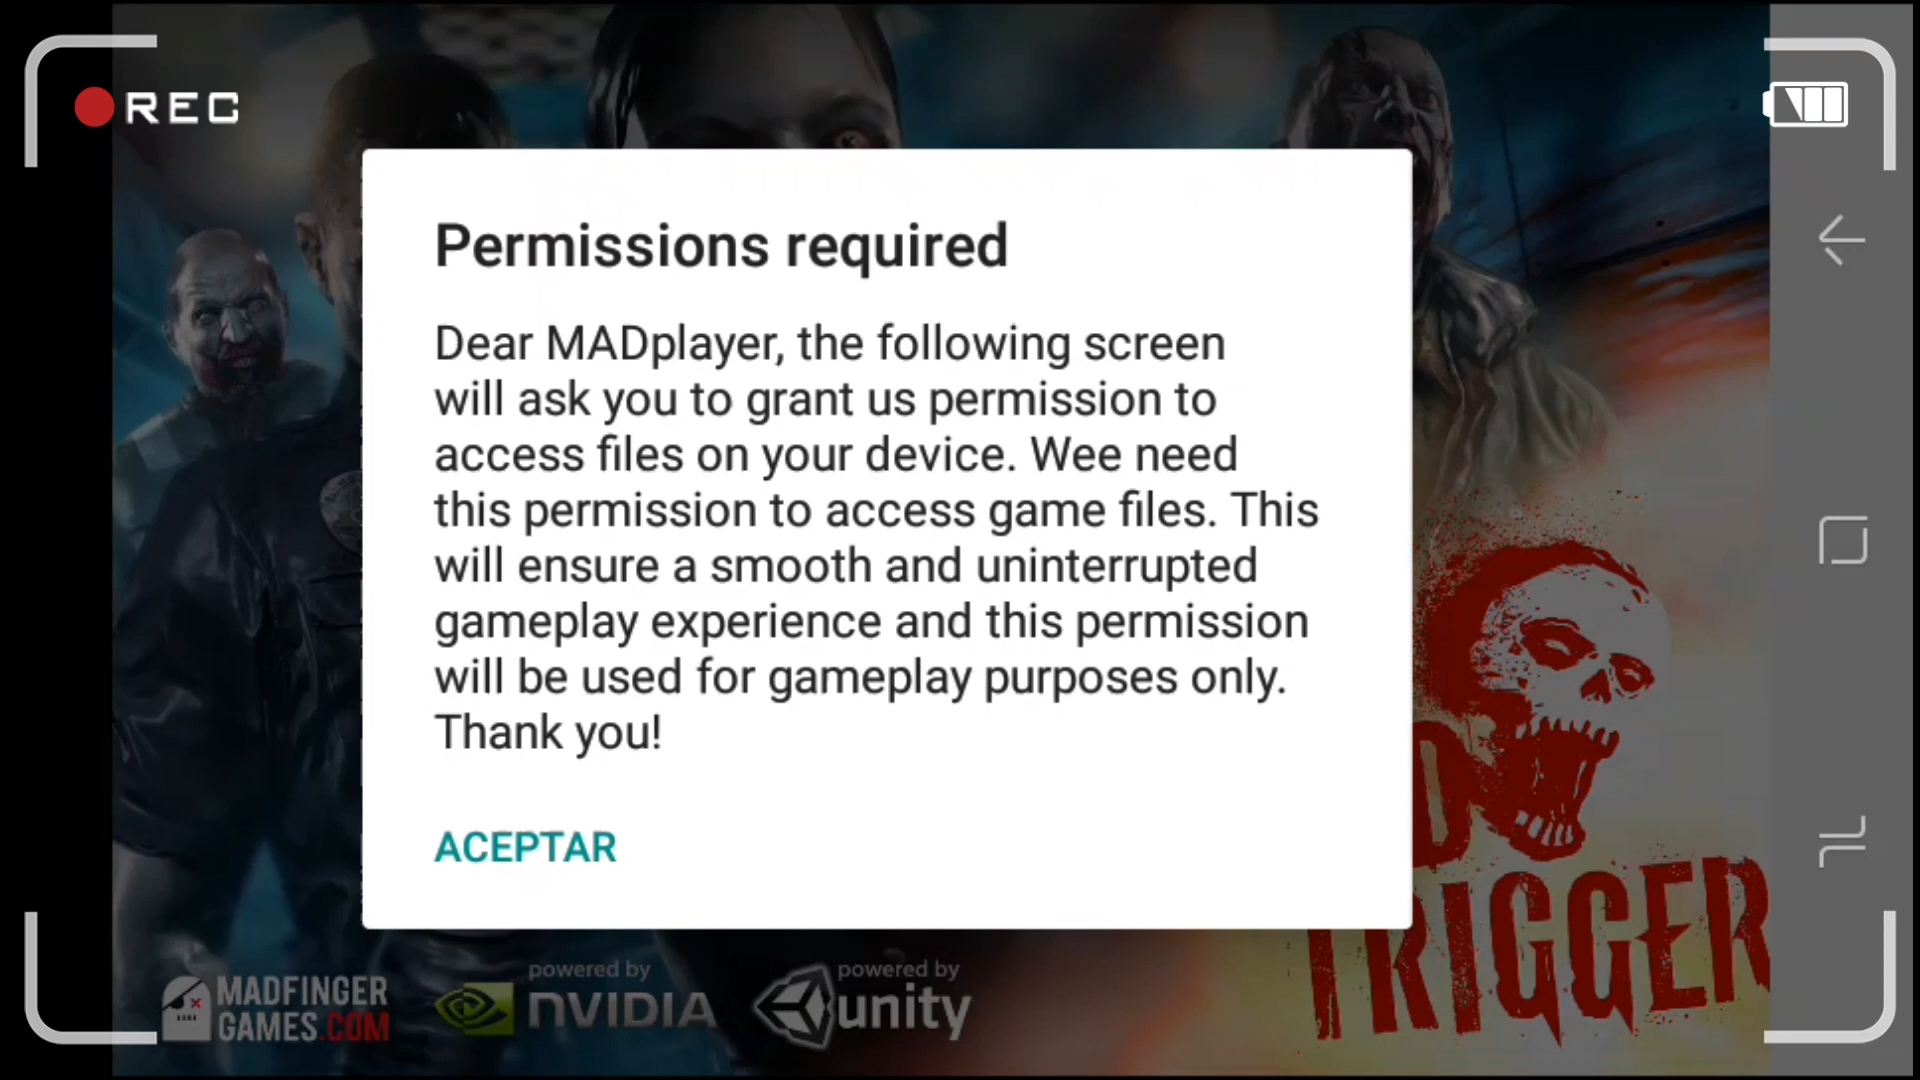 REC
Permissions required
Dear MADplayer, the following screen
will ask you to grant us permission to
access files on your device. Wee need
this permission to access game files. This
will ensure a smooth and uninterrupted
gameplay experience and this permission
will be used for gameplay purposes only.
Thank you!
ACEPTAR
D
TRIGGER
MADFINGER
GAMES.COM
powered by
NVIDIA
powered by
unity